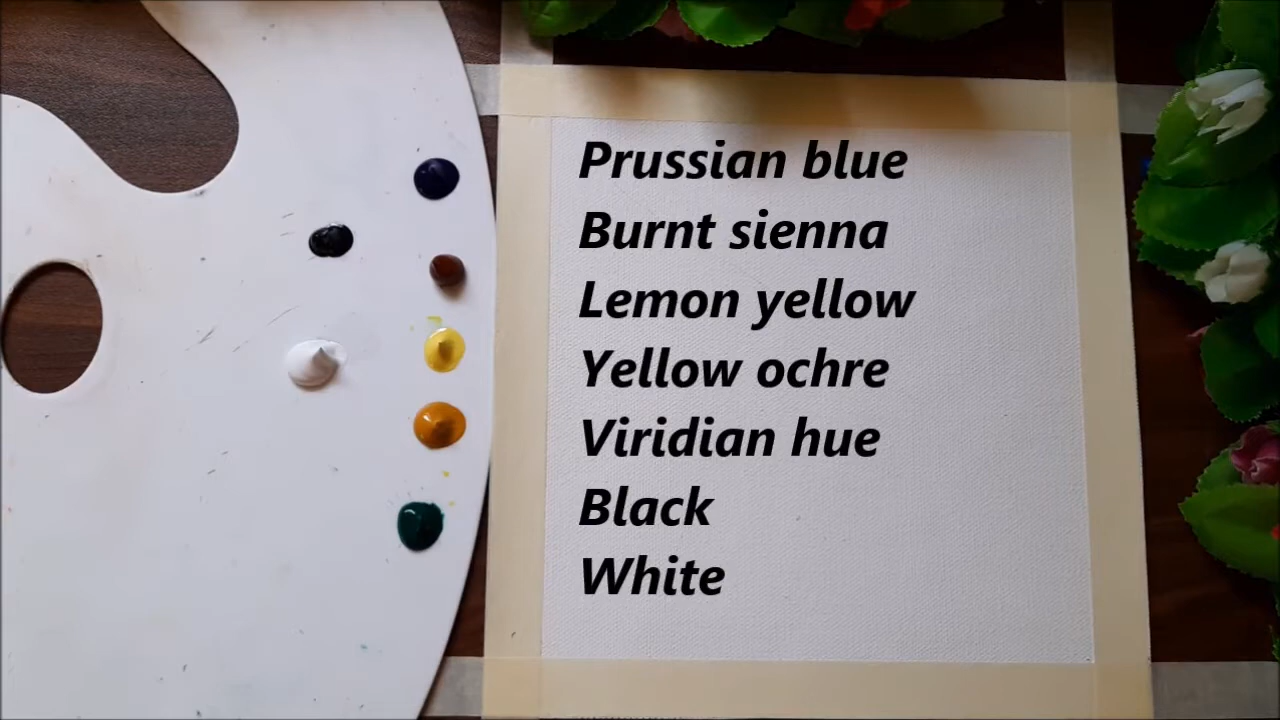 Prussian blue
Burnt sienna
Lemon yellow
Yellow ochre
Viridian hue
Black
White